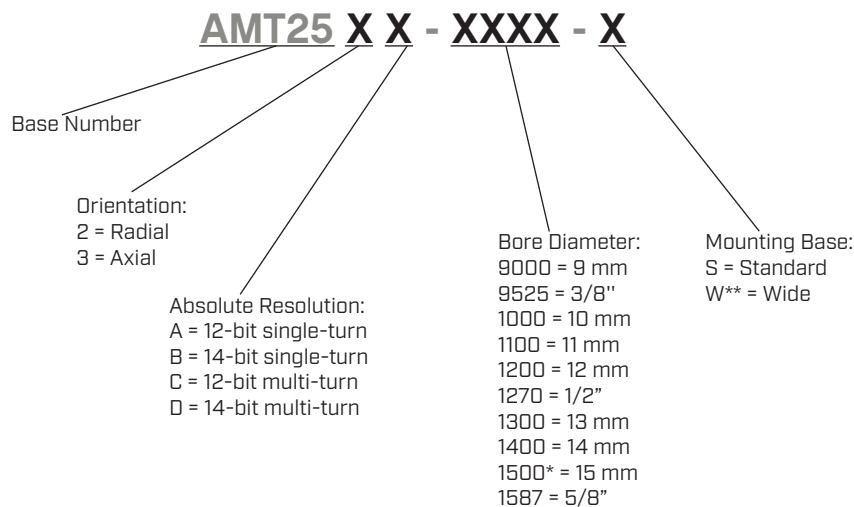 AMT25 X X - XXXX - X
Base Number
Orientation:
2 = Radial
3 = Axial
Absolute Resolution:
A = 12-bit single-turn
B = 14-bit single-turn
C = 12-bit multi-turn
D = 14-bit multi-turn
Bore Diameter:
9000 = 9 mm
9525 = 3/8''
1000 = 10 mm
1100 = 11 mm
1200 = 12 mm
1270 = 1/2”
1300 = 13 mm
1400 = 14 mm
1500* = 15 mm
1587 = 5/8”
Mounting Base:
S = Standard
W** = Wide